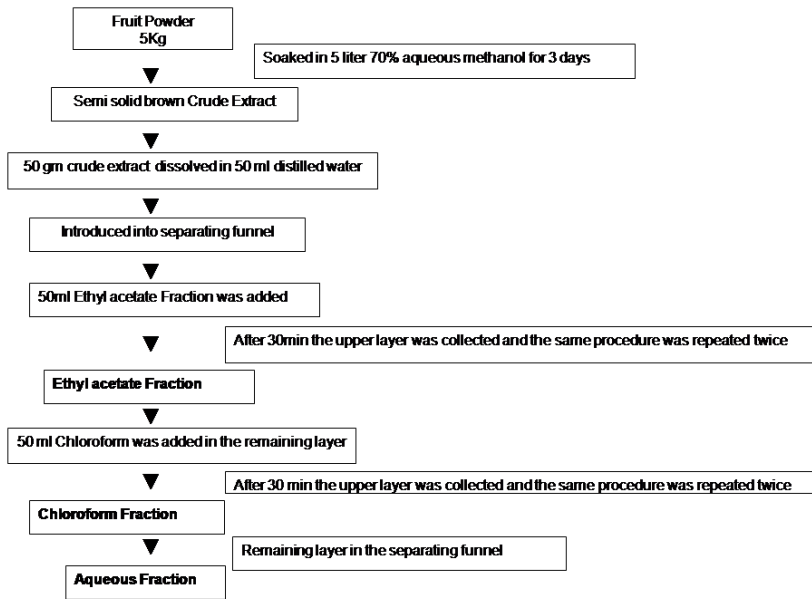 Fruit Powder
5Kg
Soaked in 5 liter 70% aqueous methanol for 3 days
Semi solid brown Crude Extract
50 gm crude extract dissolved in 50 ml distilled water
Introduced into separating funnel
50ml Ethyl acetate Fraction was added
After 30min the upper layer was collected and the same procedure was repeated twice
Ethyl acetate Fraction
50 ml Chloroform was added in the remaining layer
After 30 min the upper layer was collected and the same procedure was repeated twice
Chloroform Fraction
Remaining layer in the separating funnel
Aqueous Fraction